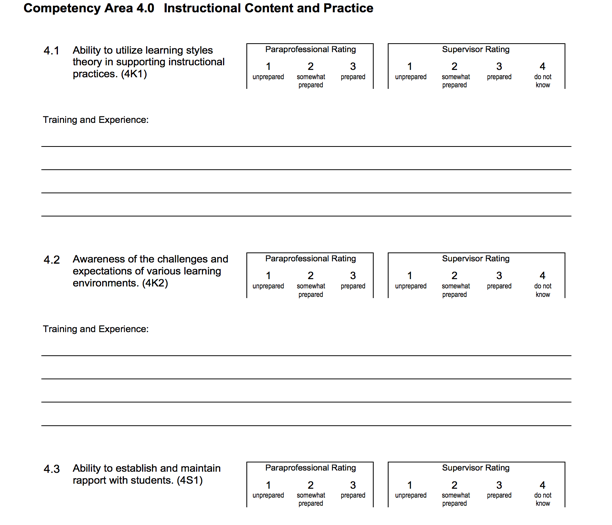 Competency Area 4.0 Instructional Content and Practice
4.1 Ability to utilize learning styles
theory in supporting instructional
practices. (4K1)
Paraprofessional Rating
1 2 3
unprepared somewhat prepared prepared
Supervisor Rating
1 2 3 4
unprepared somewhat prepared prepared do not know
Training and Experience:
4.2 Awareness of the challenges and
expectations of various learning
environments. (4K2)
Paraprofessional Rating
1 2 3
unprepared somewhat prepared prepared
Supervisor Rating
1 2 3 4
unprepared somewhat prepared prepared do not know
Training and Experience:
4.3 Ability to establish and maintain
rapport with students. (4S1)
Paraprofessional Rating
1 2 3
unprepared somewhat prepared prepared
Supervisor Rating
1 2 3 4
unprepared somewhat prepared prepared do not know